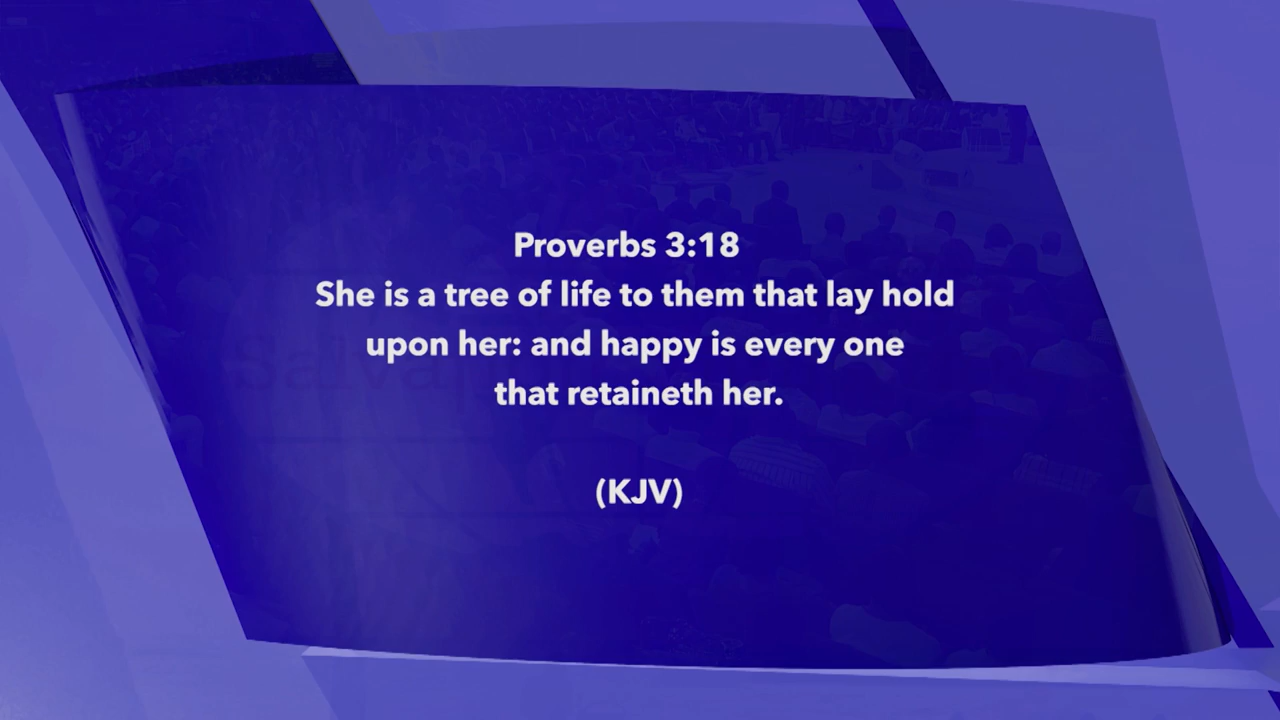 Proverbs 3:18
She is a tree of life to them that lay hold
upon her: and happy is every one
that retaineth her.
(KJV)